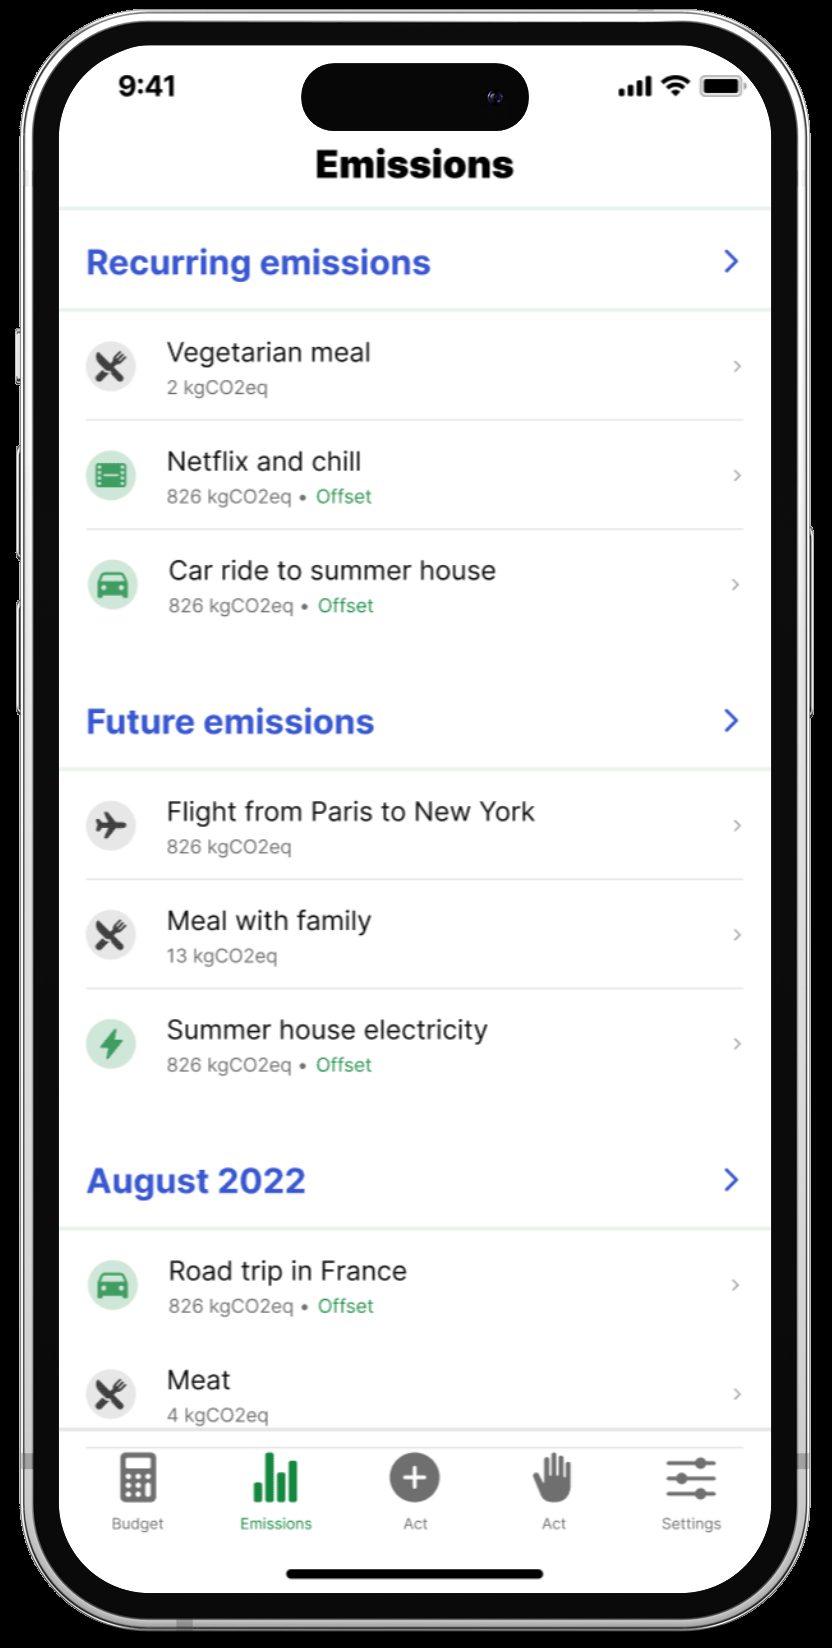 9:41
Emissions
Recurring emissions
Vegetarian meal
2 kgCO2eq
Netflix and chill
826 kgCO2eq • Offset
Car ride to summer house
826 kgCO2eq • Offset
Future emissions
Flight from Paris to New York
826 kgCO2eq
Meal with family
13 kgCO2eq
Summer house electricity
826 kgCO2eq • Offset
August 2022
Road trip in France
826 kgCO2eq • Offset
Meat
4 kgCO2eq
Budget Emissions Act Act Settings